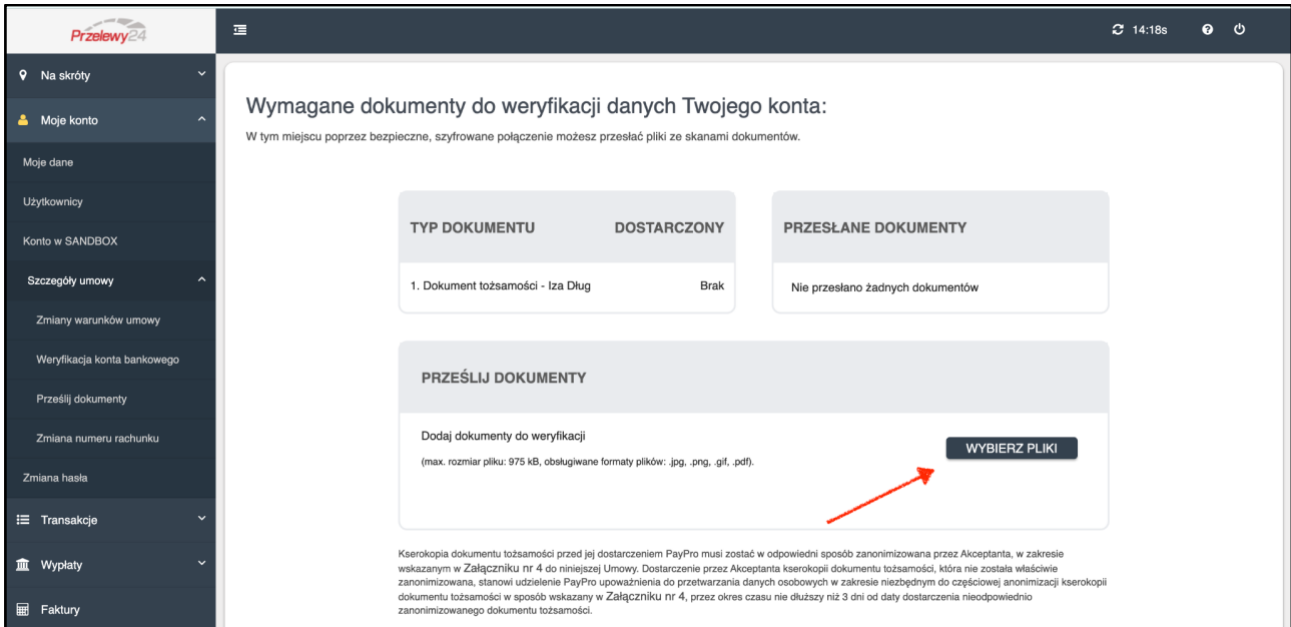 Przelewy24
14:18s
Na skróty
Moje konto
Moje dane
Użytkownicy
Konto w SANDBOX
Szczegóły umowy
Zmiany warunków umowy
Weryfikacja konta bankowego
Prześlij dokumenty
Zmiana numeru rachunku
Zmiana hasła
Transakcje
Wypłaty
Faktury
Wymagane dokumenty do weryfikacji danych Twojego konta:
W tym miejscu poprzez bezpieczne, szyfrowane połączenie możesz przesłać pliki ze skanami dokumentów.
TYP DOKUMENTU DOSTARCZONY
1. Dokument tożsamości - Iza Dług Brak
PRZESŁANE DOKUMENTY
Nie przesłano żadnych dokumentów
PRZEŚLIJ DOKUMENTY
Dodaj dokumenty do weryfikacji
(max. rozmiar pliku: 975 kB, obsługiwane formaty plików: .jpg, .png, .gif, .pdf).
WYBIERZ PLIKI
Kserokopia dokumentu tożsamości przed jej dostarczeniem PayPro musi zostać w odpowiedni sposób zanonimizowana przez Akceptanta, w zakresie
wskazanym w Załączniku nr 4 do niniejszej Umowy. Dostarczenie przez Akceptanta kserokopii dokumentu tożsamości, która nie została właściwie
zanonimizowana, stanowi udzielenie PayPro upoważnienia do przetwarzania danych osobowych w zakresie niezbędnym do częściowej anonimizacji kserokopii
dokumentu tożsamości w sposób wskazany w Załączniku nr 4, przez okres czasu nie dłuższy niż 3 dni od daty dostarczenia nieodpowiednio
zanonimizowanego dokumentu tożsamości.